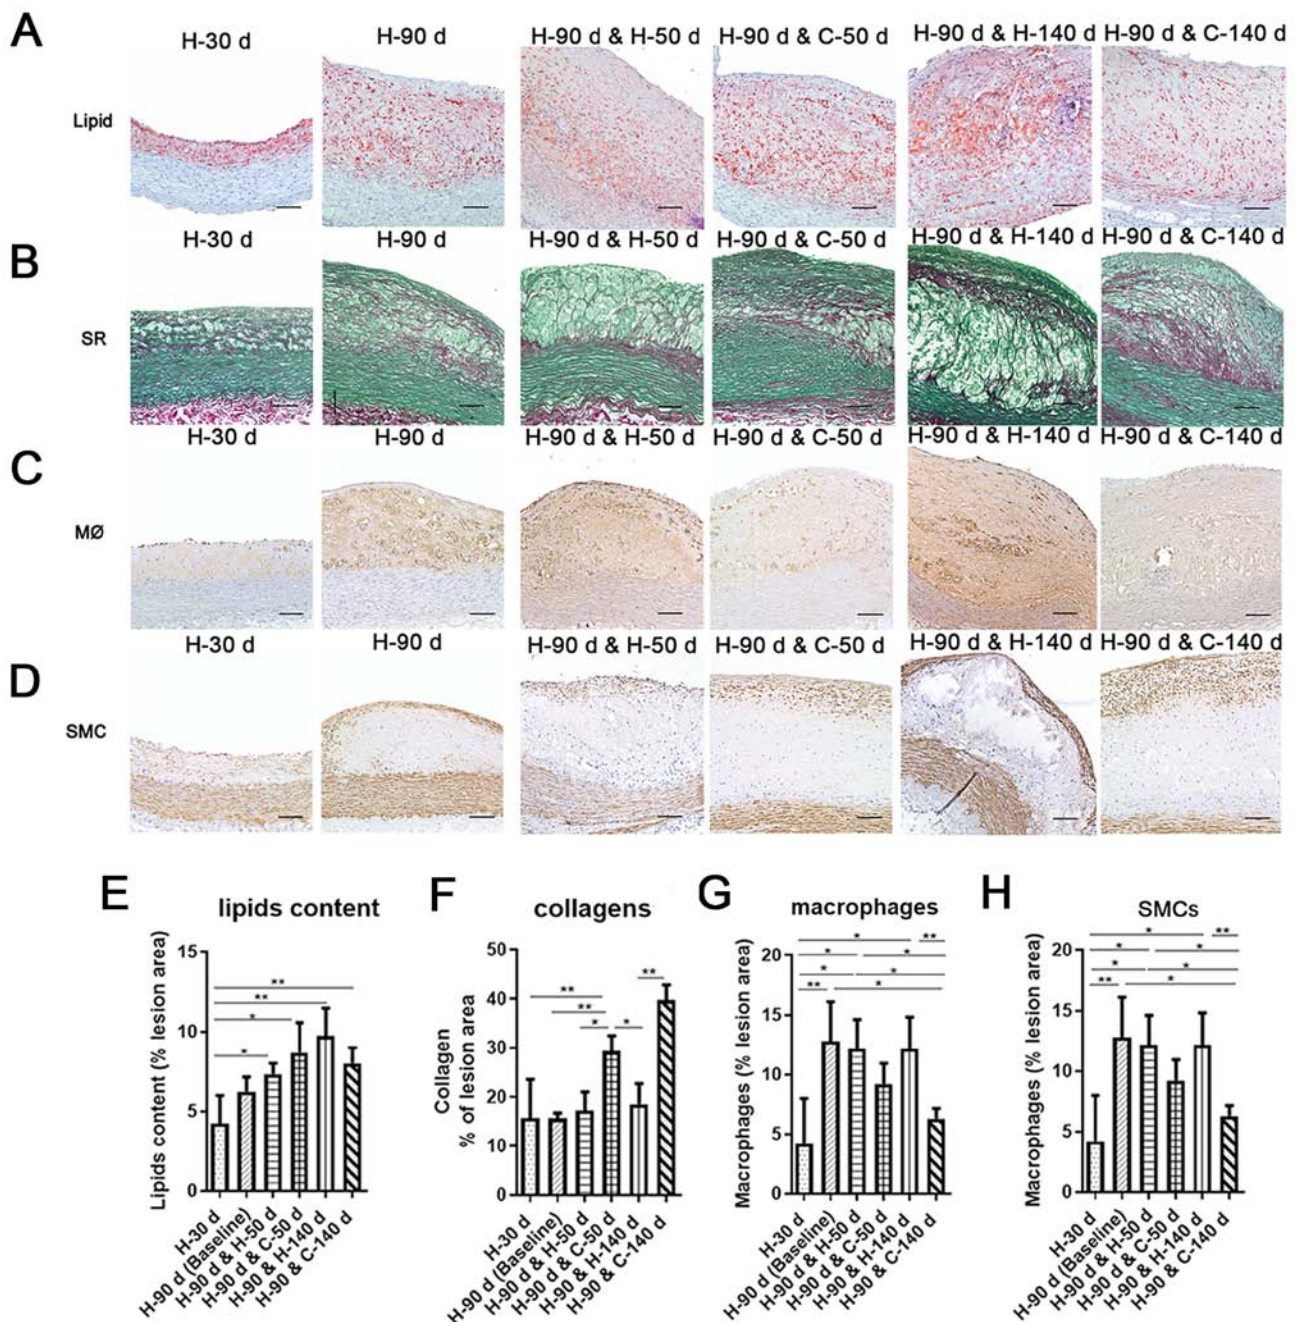 A
H-30 d
H-90 d
H-90 d & H-50 d
H-90 d & C-50 d
H-90 d & H-140 d
H-90 d & C-140 d
Lipid
B
H-30 d
H-90 d
H-90 d & H-50 d
H-90 d & C-50 d
H-90 d & H-140 d
H-90 d & C-140 d
SR
C
H-30 d
H-90 d
H-90 d & H-50 d
H-90 d & C-50 d
H-90 d & H-140 d
H-90 d & C-140 d
MØ
D
H-30 d
H-90 d
H-90 d & H-50 d
H-90 d & C-50 d
H-90 d & H-140 d
H-90 d & C-140 d
SMC
E
lipids content
Lipids content (% lesion area)
15
10
5
0
**
**
*
*
H-30 d
H-90 d (Baseline)
H-90 d & H-50 d
H-90 d & C-50 d
H-90 & H-140 d
H-90 & C-140 d
F
collagens
Collagen
% of lesion area)
50
40
30
20
10
0
**
**
**
*
*
H-30 d
H-90 d (Baseline)
H-90 d & H-50 d
H-90 d & C-50 d
H-90 & H-140 d
H-90 & C-140 d
G
macrophages
Macrophages (% lesion area)
20
15
10
5
0
*
**
*
*
*
*
**
*
H-30 d
H-90 d (Baseline)
H-90 d & H-50 d
H-90 d & C-50 d
H-90 & H-140 d
H-90 & C-140 d
H
SMCs
Macrophages (% lesion area)
20
15
10
5
0
*
**
*
*
*
*
**
*
H-30 d
H-90 d (Baseline)
H-90 d & H-50 d
H-90 d & C-50 d
H-90 & H-140 d
H-90 & C-140 d